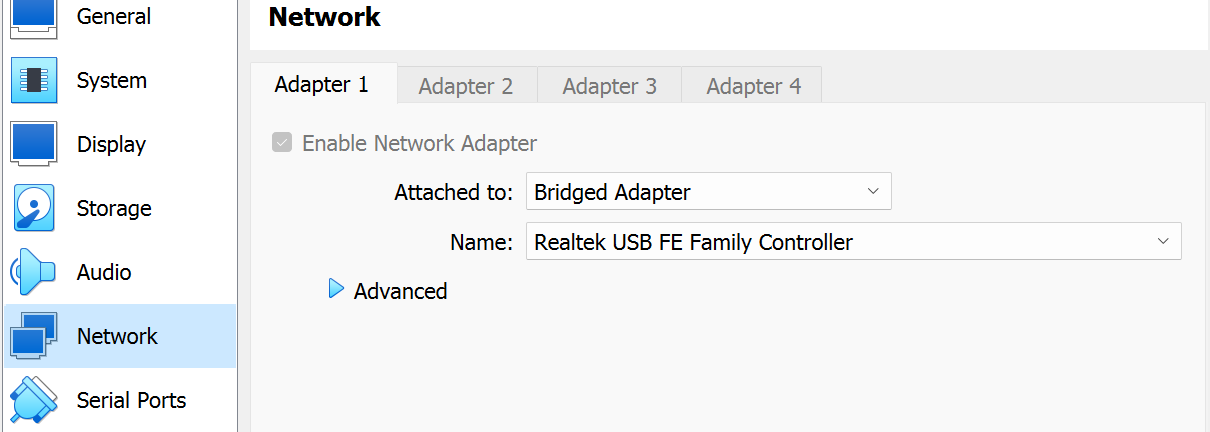 General
System
Display
Storage
Audio
Network
Serial Ports
Network
Adapter 1
Adapter 2
Adapter 3
Adapter 4
Enable Network Adapter
Attached to: Bridged Adapter
Name: Realtek USB FE Family Controller
Advanced